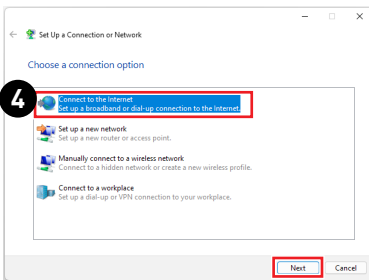 Set Up a Connection or Network
Choose a connection option
4
Connect to the Internet
Set up a broadband or dial-up connection to the Internet.
Set up a new network
Set up a new router or access point.
Manually connect to a wireless network
Connect to a hidden network or create a new wireless profile.
Connect to a workplace
Set up a dial-up or VPN connection to your workplace.
Next
Cancel